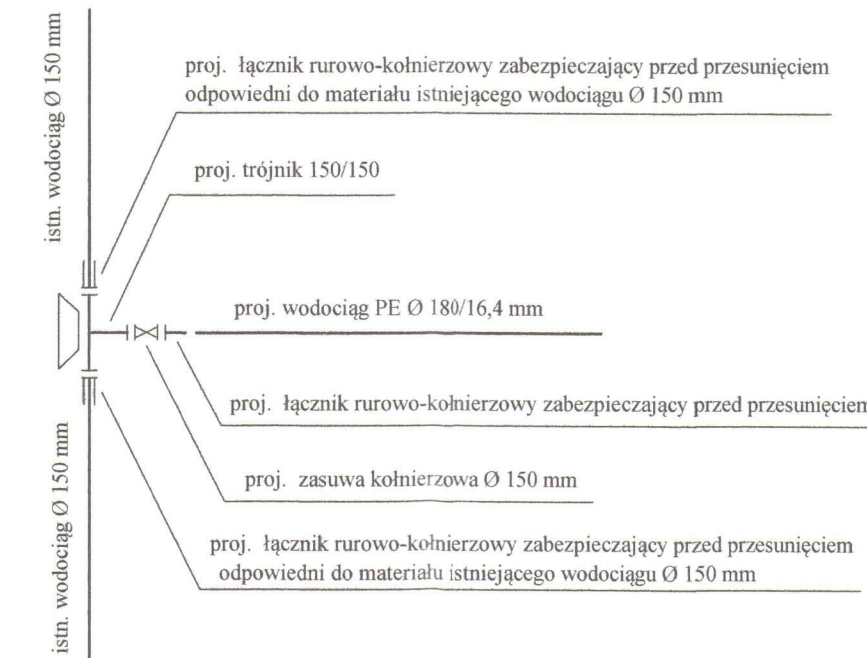 istn. wodociąg Ø 150 mm
proj. łącznik rurowo-kołnierzowy zabezpieczający przed przesunięciem
odpowiedni do materiału istniejącego wodociągu Ø 150 mm
proj. trójnik 150/150
proj. wodociąg PE Ø 180/16,4 mm
proj. łącznik rurowo-kołnierzowy zabezpieczający przed przesunięciem
proj. zasuwa kołnierzowa Ø 150 mm
istn. wodociąg Ø 150 mm
proj. łącznik rurowo-kołnierzowy zabezpieczający przed przesunięciem
odpowiedni do materiału istniejącego wodociągu Ø 150 mm